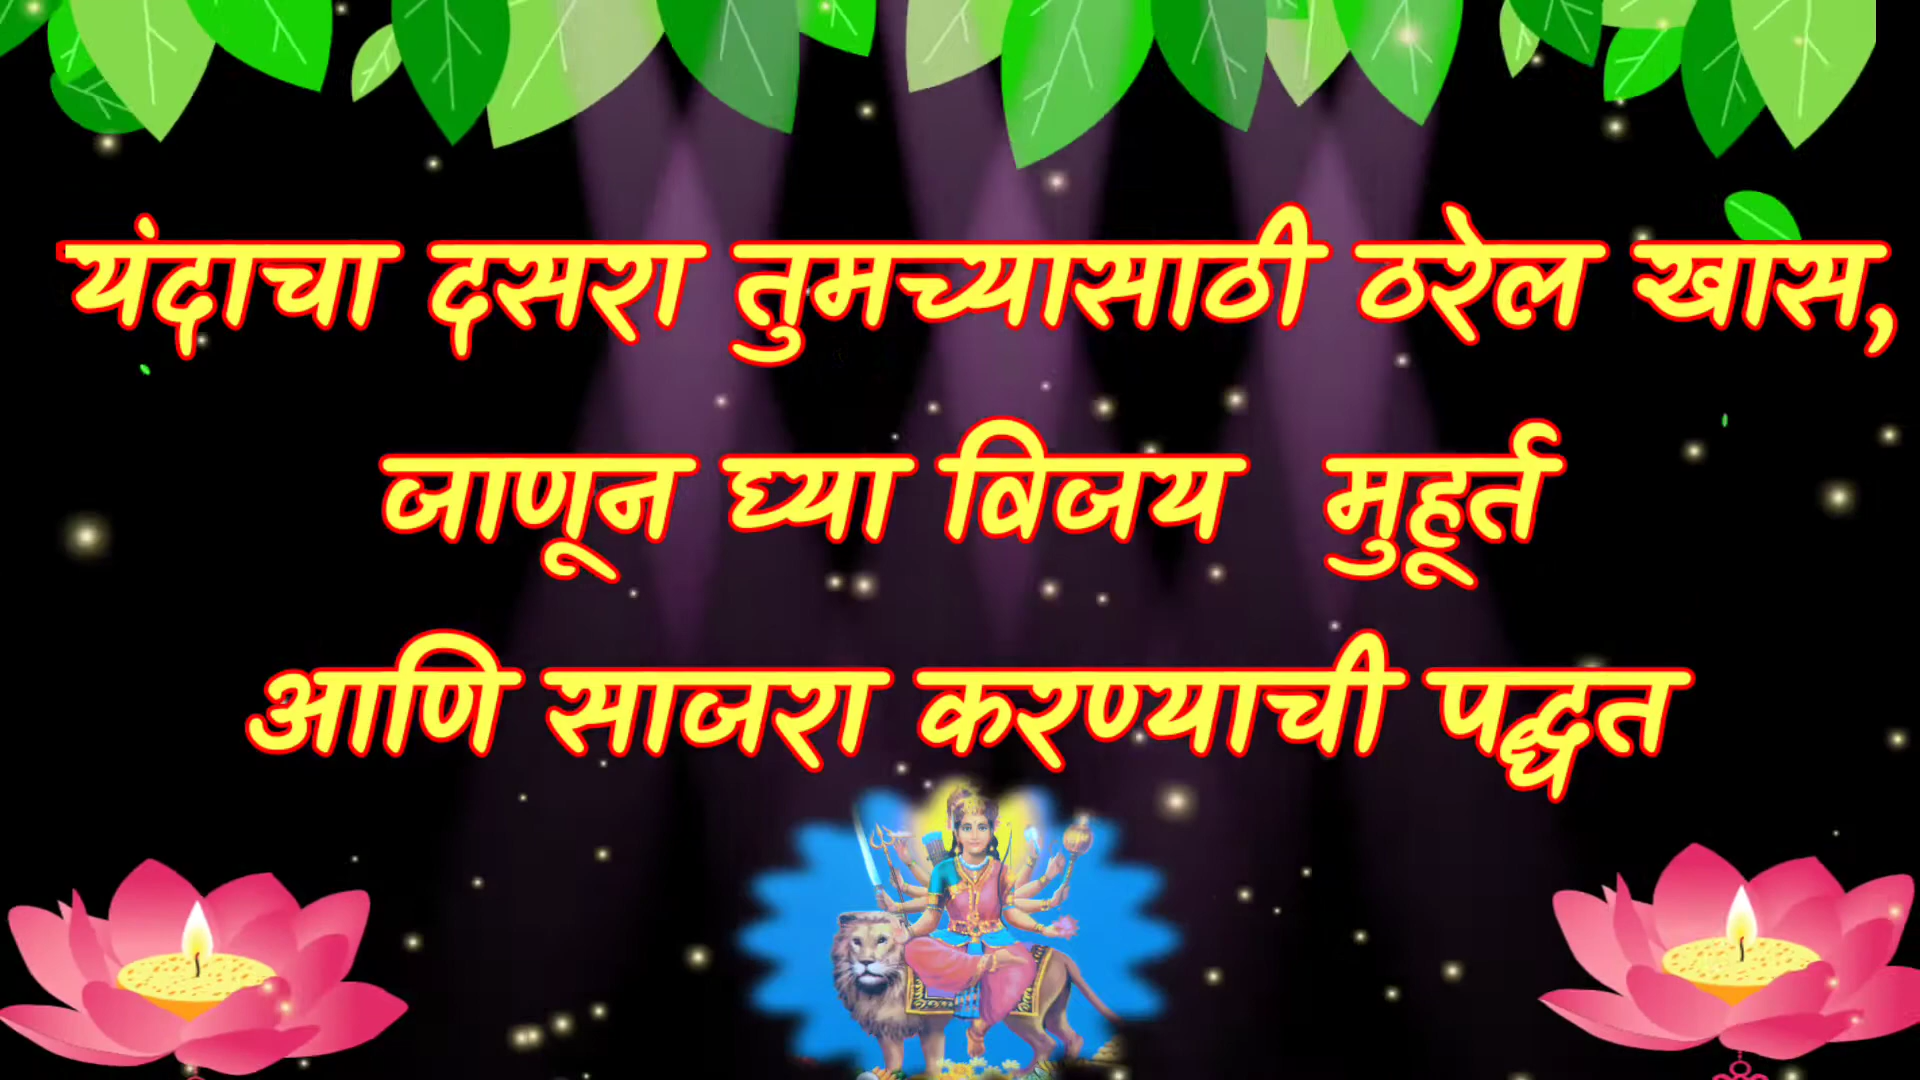 यंदाचा दसरा तुमच्यासाठी ठरेल खास,
जाणून घ्या विजय मुहूर्त
आणि साजरा करण्याची पद्धत